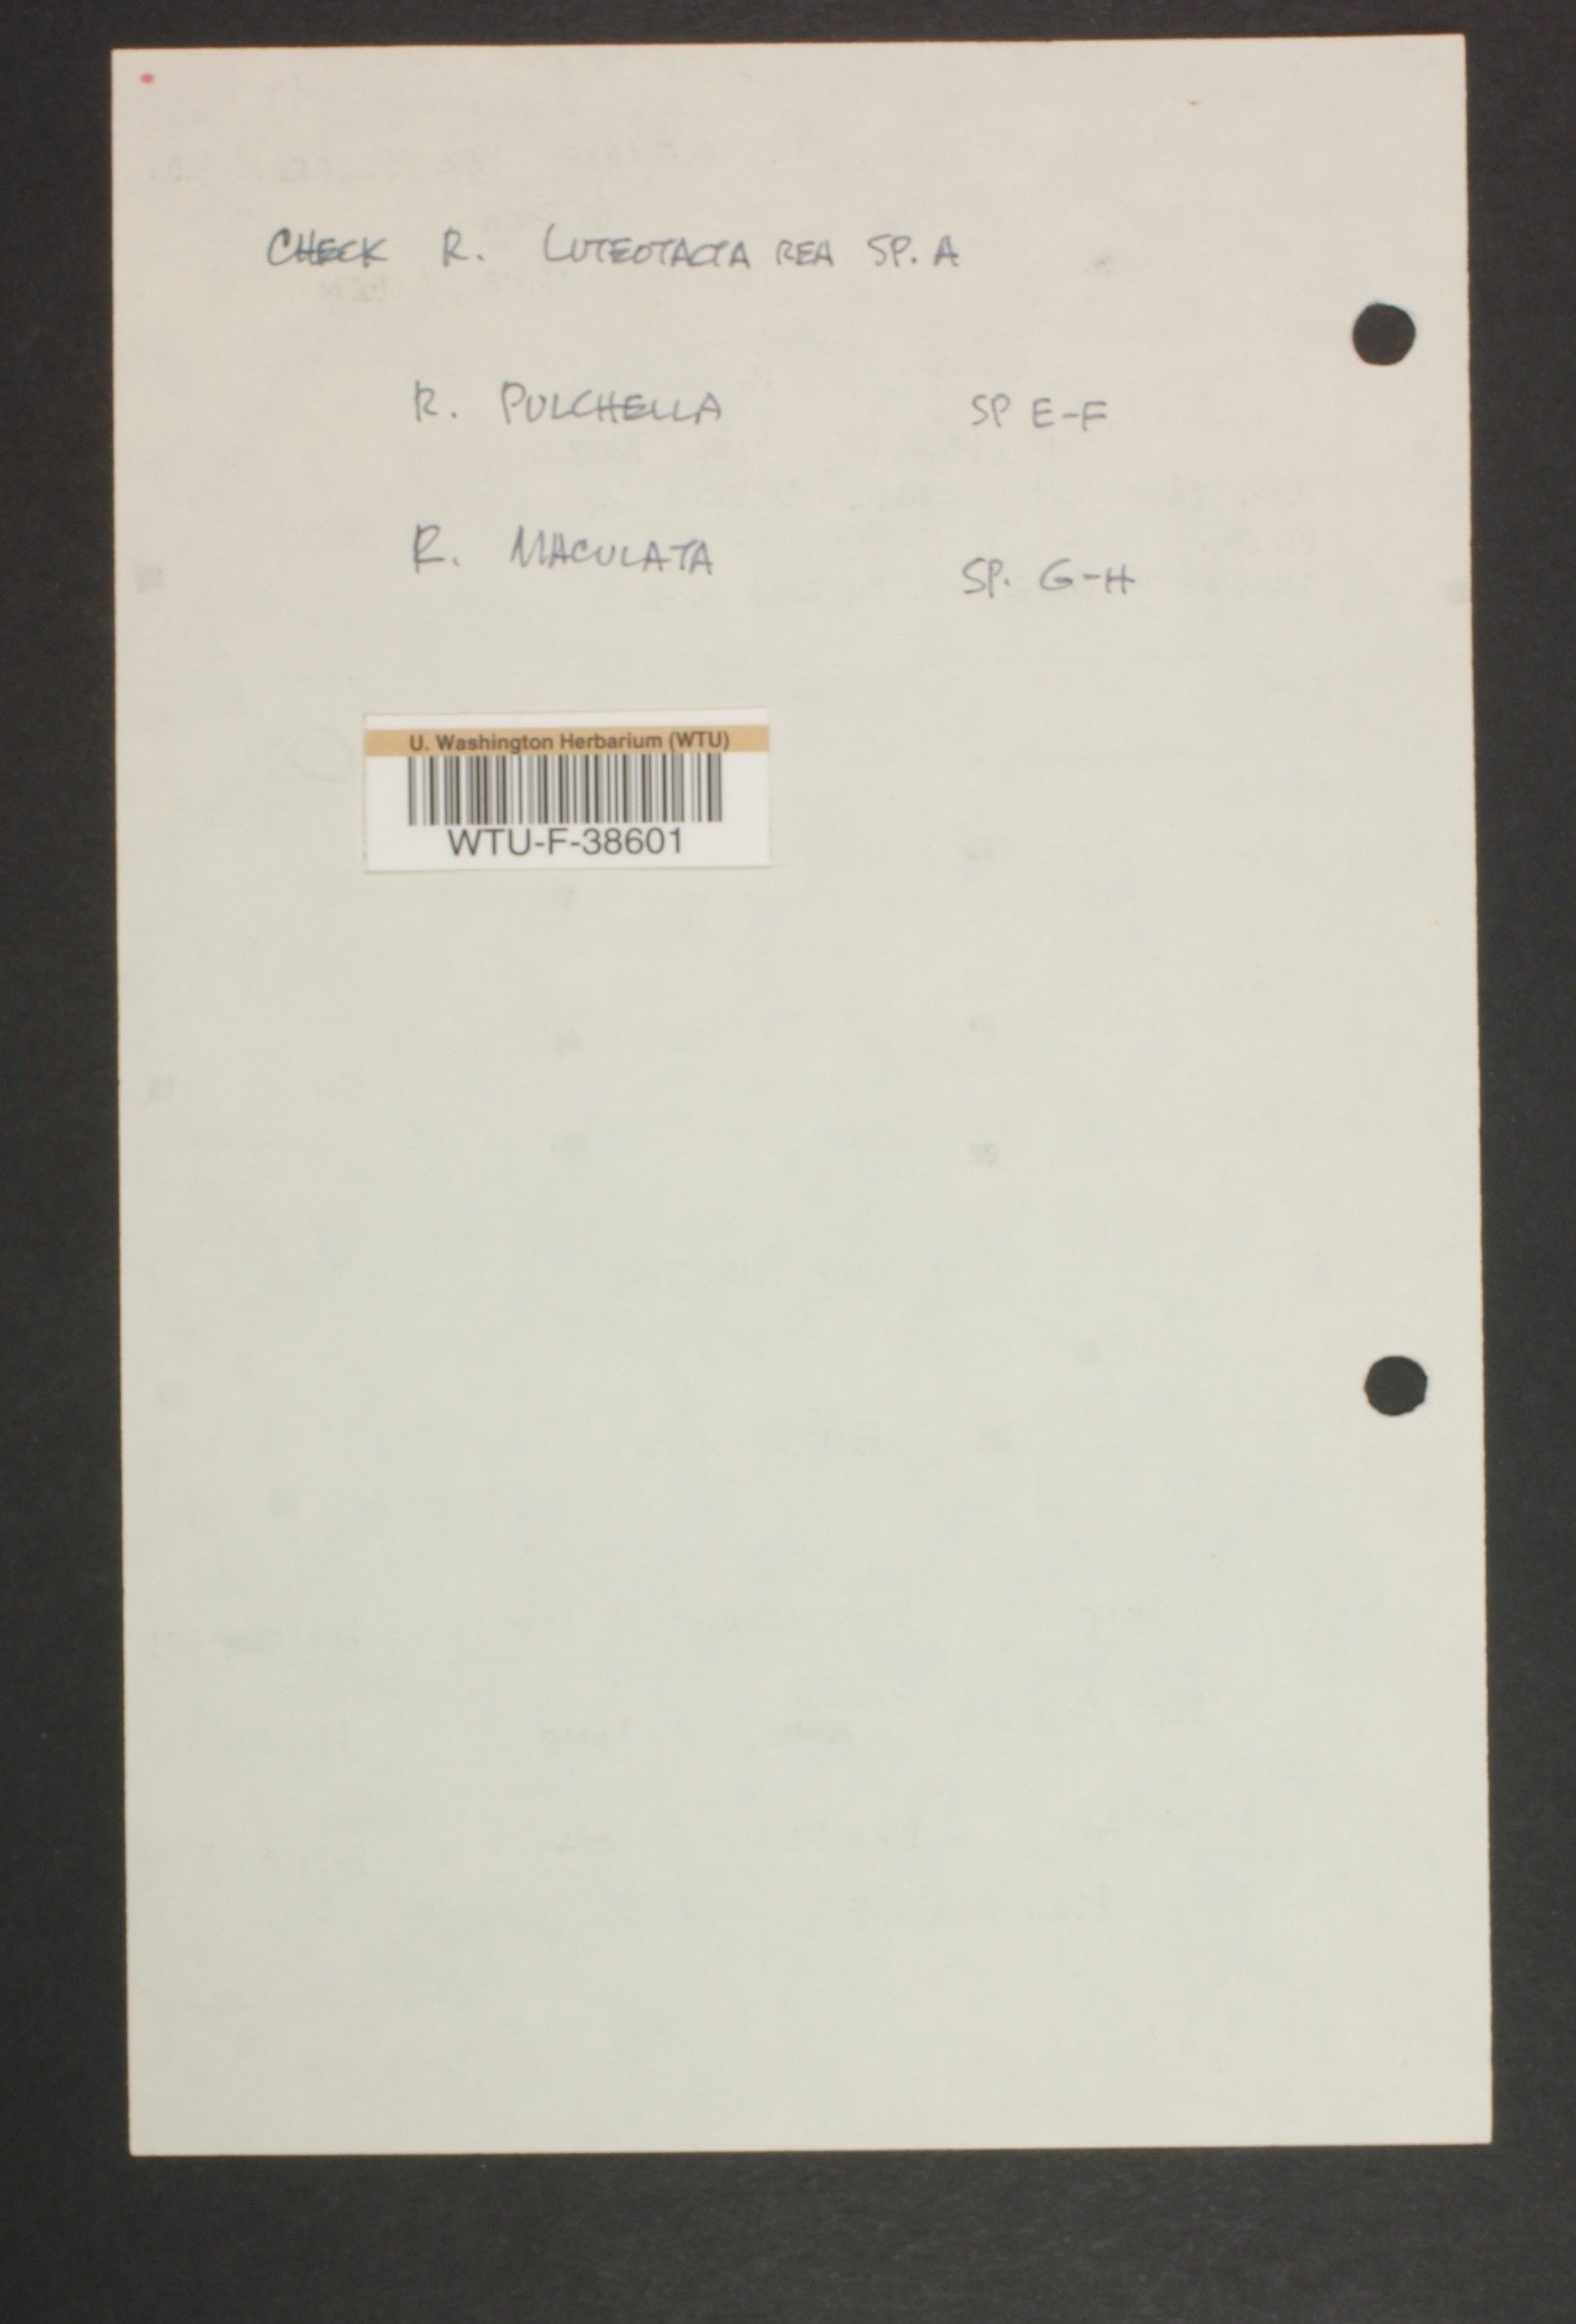 CHECK R. LUTEOTACTA REA SP. A
R. PULCHELLA SP E-F
R. MACULATA SP. G-H
U. Washington Herbarium (WTU)
WTU-F-38601